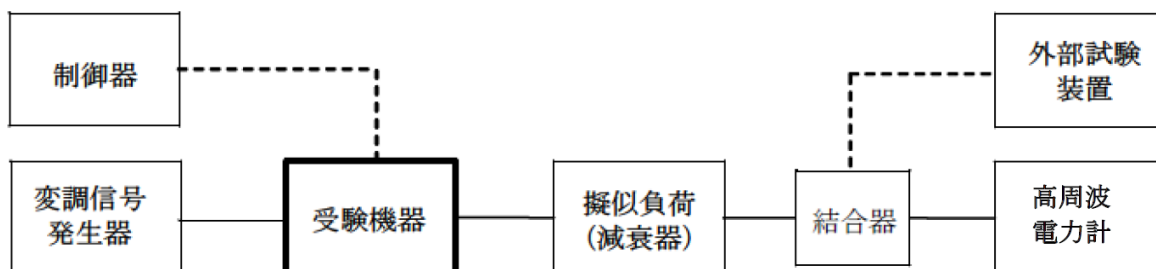 制御器
外部試験
装置
変調信号
発生器
受験機器
擬似負荷
(減衰器)
結合器
高周波
電力計